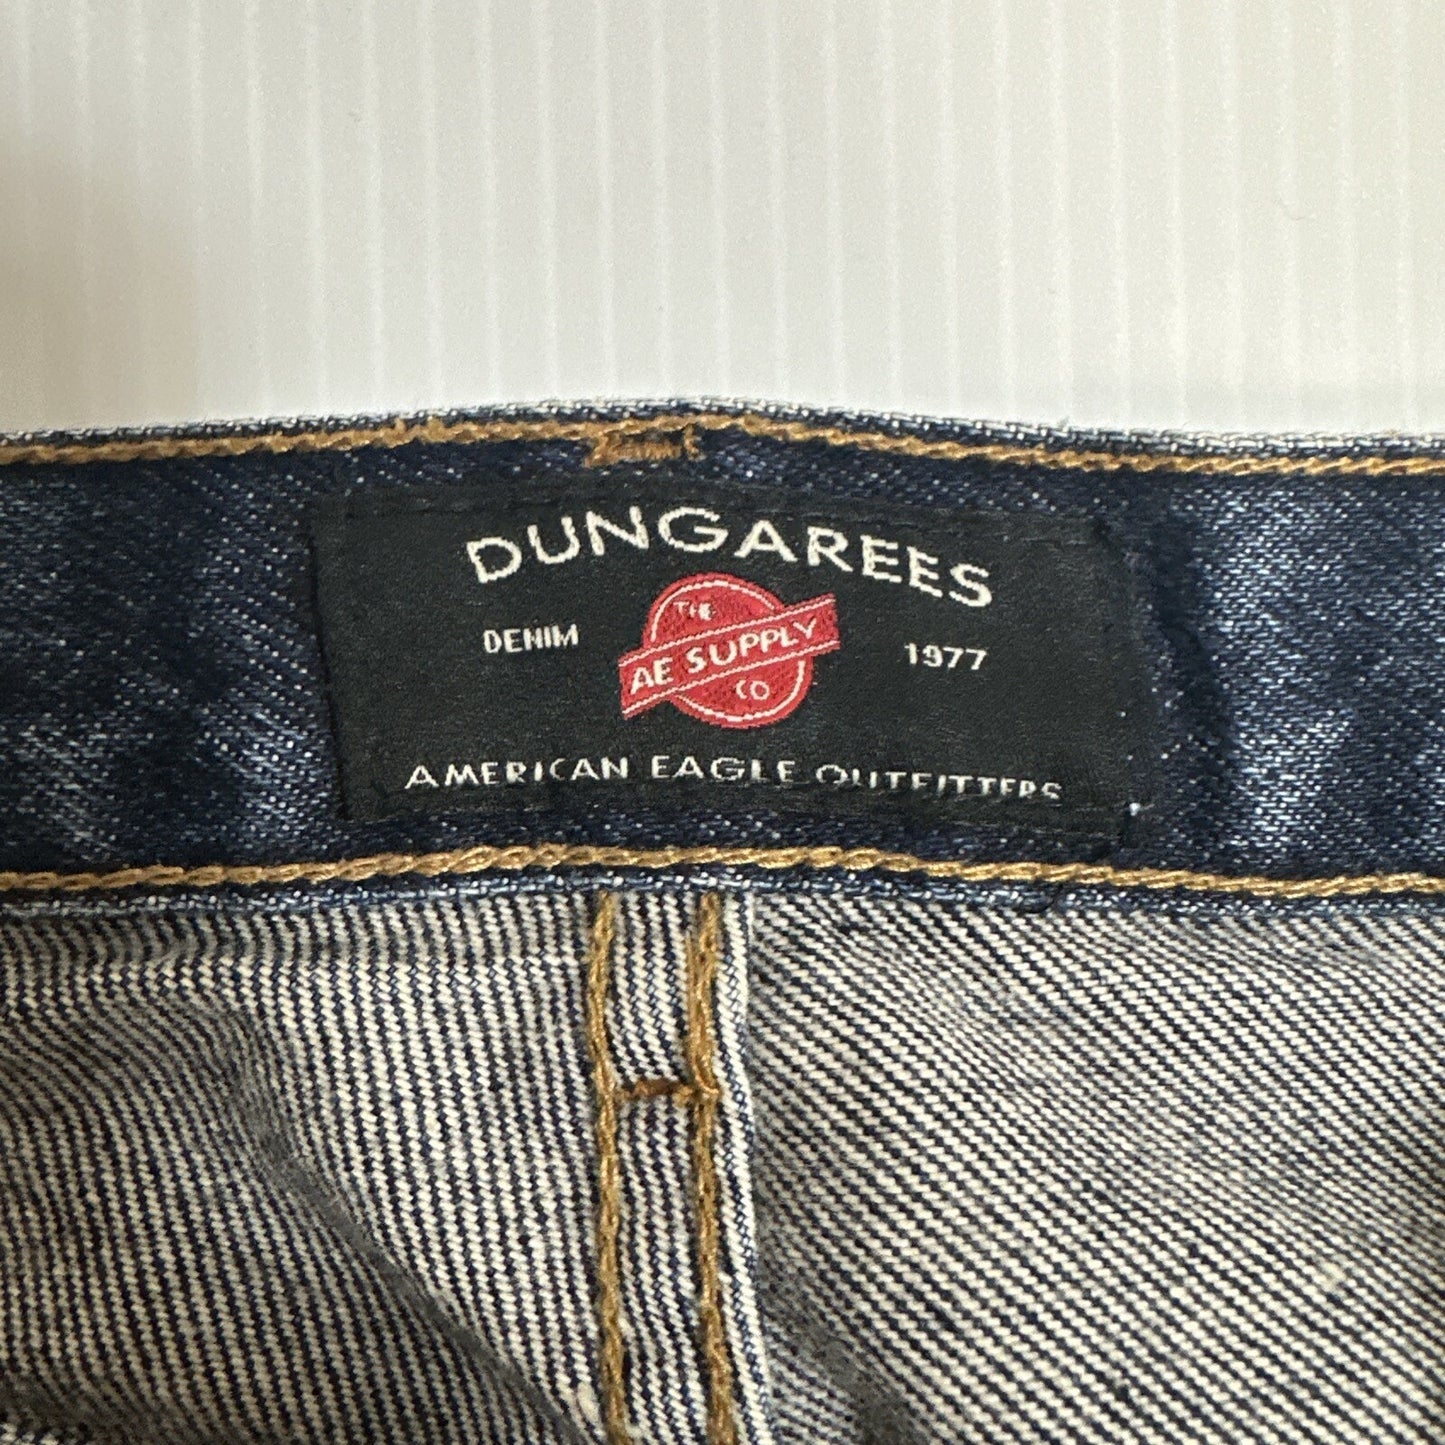 DUNGAREES
DENIM
THE
AE SUPPLY
CO
1977
AMERICAN EAGLE OUTFITTERS